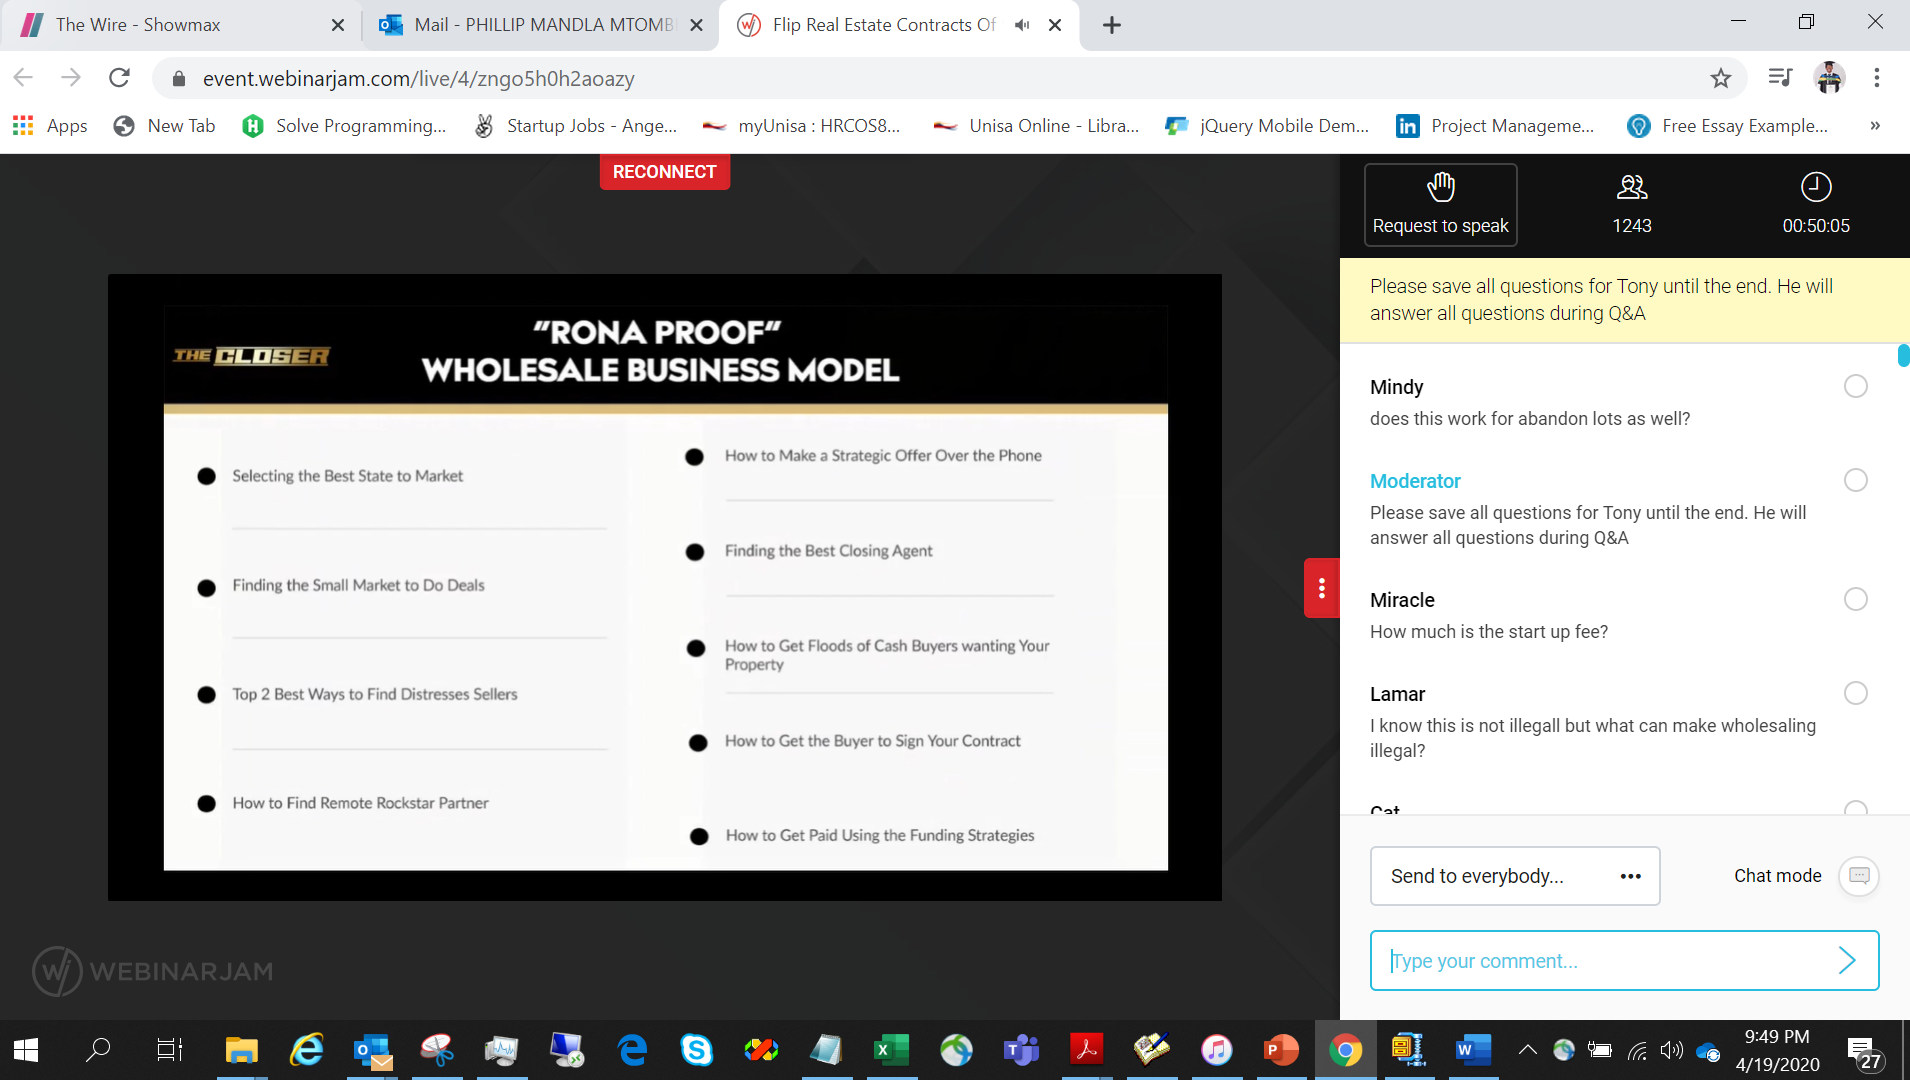 The Wire - Showmax
Mail - PHILLIP MANDLA MTOMB
Flip Real Estate Contracts Of
event.webinarjam.com/live/4/zngo5h0h2aoazy
Apps
New Tab
Solve Programming...
Startup Jobs - Ange...
myUnisa : HRCOS8...
Unisa Online - Libra...
jQuery Mobile Dem...
in
Project Manageme...
Free Essay Example...
»
RECONNECT
THE CLOSER
"RONA PROOF"
WHOLESALE BUSINESS MODEL
Selecting the Best State to Market
Finding the Small Market to Do Deals
Top 2 Best Ways to Find Distresses Sellers
How to Find Remote Rockstar Partner
How to Make a Strategic Offer Over the Phone
Finding the Best Closing Agent
How to Get Floods of Cash Buyers wanting Your
Property
How to Get the Buyer to Sign Your Contract
How to Get Paid Using the Funding Strategies
WEBINARJAM
Request to speak
1243
00:50:05
Please save all questions for Tony until the end. He will
answer all questions during Q&A
Mindy
does this work for abandon lots as well?
Moderator
Please save all questions for Tony until the end. He will
answer all questions during Q&A
Miracle
How much is the start up fee?
Lamar
I know this is not illegall but what can make wholesaling
illegal?
Cat
Send to everybody...
Chat mode
Type your comment...
9:49 PM
4/19/2020
27